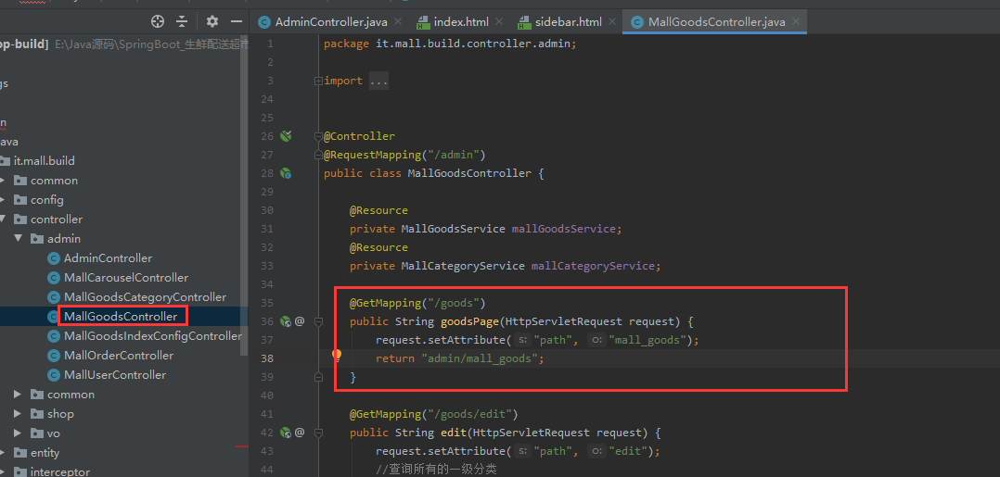 AdminController.java
index.html
sidebar.html
MallGoodsController.java
op-build] E:\Java源码\SpringBoot_生鲜配送超市
gs
n
ava
it.mall.build
common
config
controller
admin
AdminController
MallCarouselController
MallGoodsCategoryController
MallGoodsController
MallGoodsIndexConfigController
MallOrderController
MallUserController
common
shop
vo
entity
interceptor
1 package it.mall.build.controller.admin;
2
3 import ...
24
25
26 @Controller
27 @RequestMapping("/admin")
28 public class MallGoodsController {
29
30 @Resource
31 private MallGoodsService mallGoodsService;
32 @Resource
33 private MallCategoryService mallCategoryService;
34
35 @GetMapping("/goods")
36 @ public String goodsPage(HttpServletRequest request) {
37 request.setAttribute( s: "path", o: "mall_goods");
38 return "admin/mall_goods";
39 }
40
41 @GetMapping("/goods/edit")
42 @ public String edit(HttpServletRequest request) {
43 request.setAttribute( s: "path", o: "edit");
44 //查询所有的一级分类